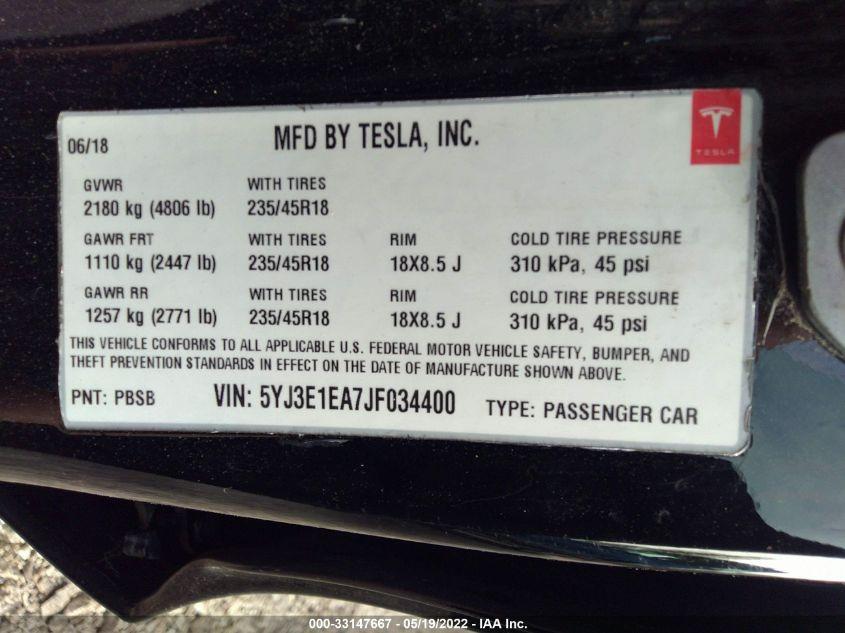 06/18 MFD BY TESLA, INC.
TESLA
GVWR WITH TIRES
2180 kg (4806 lb) 235/45R18
GAWR FRT WITH TIRES RIM COLD TIRE PRESSURE
1110 kg (2447 lb) 235/45R18 18X8.5 J 310 kPa, 45 psi
GAWR RR WITH TIRES RIM COLD TIRE PRESSURE
1257 kg (2771 lb) 235/45R18 18X8.5 J 310 kPa, 45 psi
THIS VEHICLE CONFORMS TO ALL APPLICABLE U.S. FEDERAL MOTOR VEHICLE SAFETY, BUMPER, AND
THEFT PREVENTION STANDARDS IN EFFECT ON THE DATE OF MANUFACTURE SHOWN ABOVE.
PNT: PBSB VIN: 5YJ3E1EA7JF034400 TYPE: PASSENGER CAR
000-33147667 - 05/19/2022 - IAA Inc.